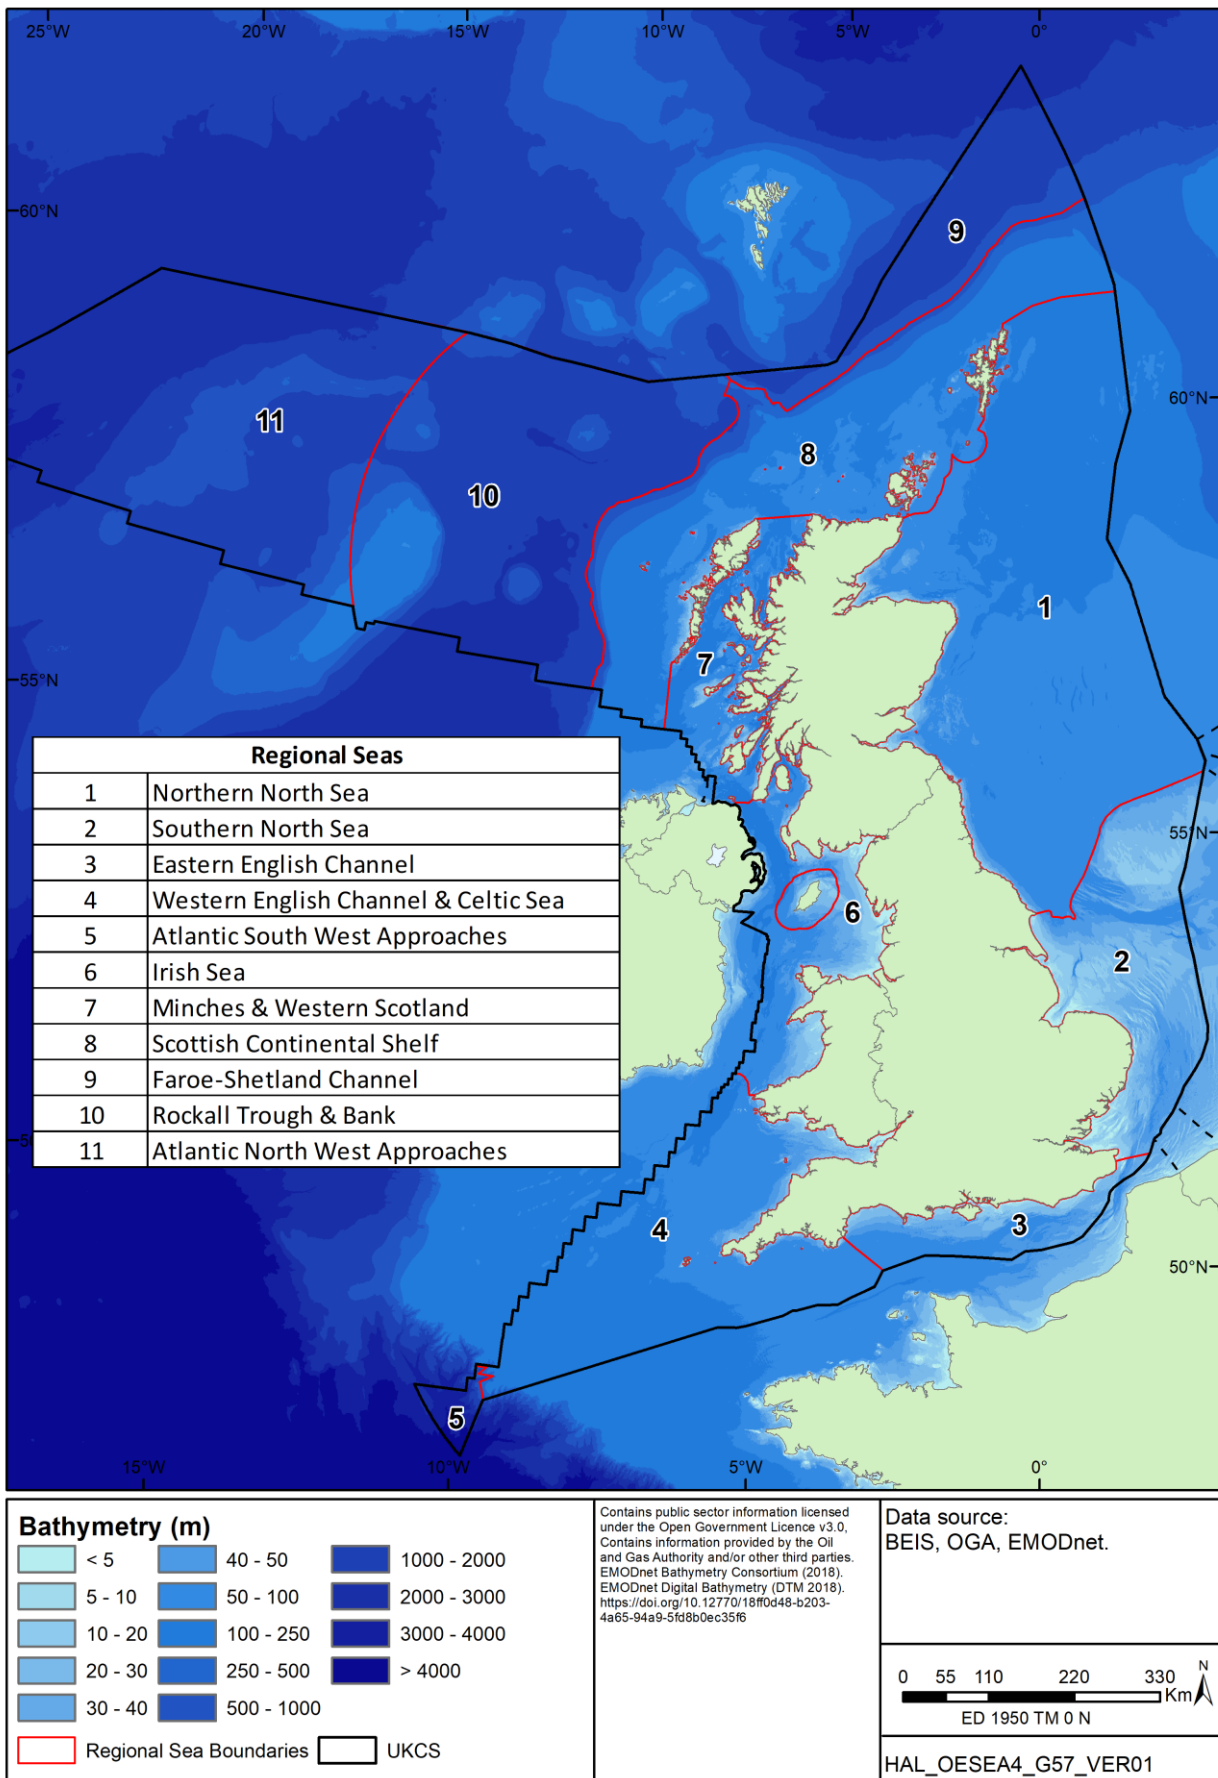 25°W 20°W 15°W 10°W 5°W 0°
60°N
9
60°N
11
8
10
1
7
55°N
Regional Seas
1 Northern North Sea
2 Southern North Sea
3 Eastern English Channel
4 Western English Channel & Celtic Sea
5 Atlantic South West Approaches
6 Irish Sea
7 Minches & Western Scotland
8 Scottish Continental Shelf
9 Faroe-Shetland Channel
10 Rockall Trough & Bank
11 Atlantic North West Approaches
55°N
6
2
5
3
4
50°N
5
15°W 10°W 5°W 0°
Bathymetry (m)
< 5
5 - 10
10 - 20
20 - 30
30 - 40
40 - 50
50 - 100
100 - 250
250 - 500
500 - 1000
1000 - 2000
2000 - 3000
3000 - 4000
> 4000
Regional Sea Boundaries
UKCS
Contains public sector information licensed
under the Open Government Licence v3.0,
Contains information provided by the Oil
and Gas Authority and/or other third parties.
EMODnet Bathymetry Consortium (2018).
EMODnet Digital Bathymetry (DTM 2018).
https://doi.org/10.12770/18ff0d48-b203-
4a65-94a9-5fd8b0ec35f6
Data source:
BEIS, OGA, EMODnet.
0 55 110 220 330
Km
N
ED 1950 TM 0 N
HAL_OESEA4_G57_VER01